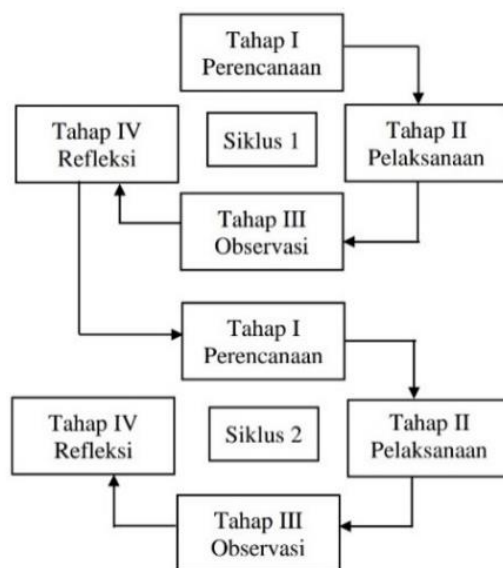 Tahap I
Perencanaan
Tahap IV
Refleksi
Siklus 1
Tahap II
Pelaksanaan
Tahap III
Observasi
Tahap I
Perencanaan
Tahap IV
Refleksi
Siklus 2
Tahap II
Pelaksanaan
Tahap III
Observasi